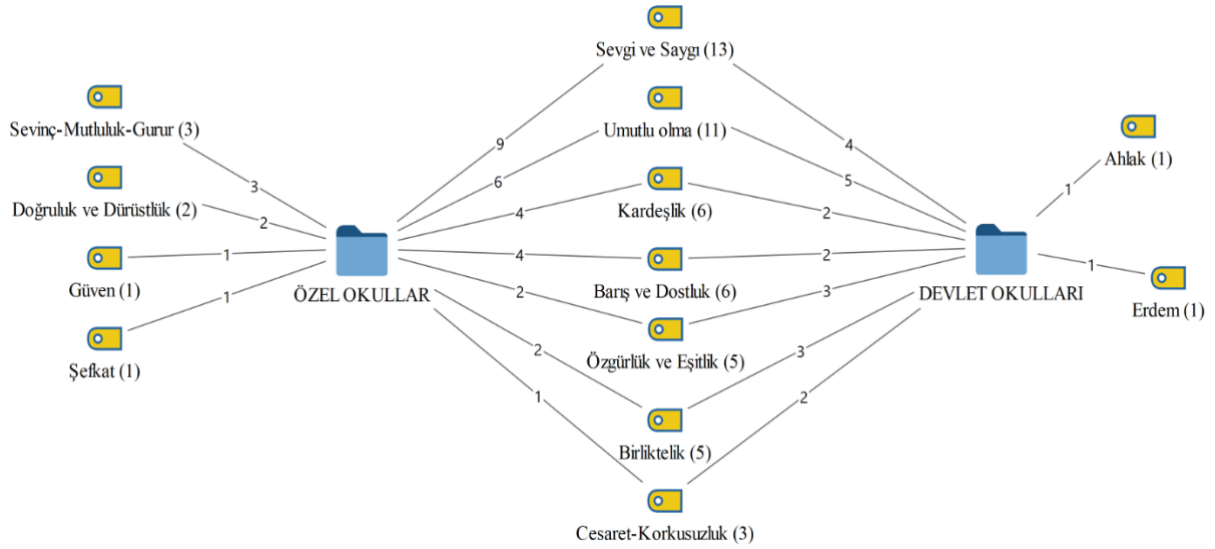 Sevgi ve Saygı (13)
Sevinç-Mutluluk-Gurur (3)
Umutlu olma (11)
Ahlak (1)
9
4
3
6
5
1
Doğruluk ve Dürüstlük (2)
Kardeşlik (6)
2
4
2
1
4
2
1
Güven (1)
ÖZEL OKULLAR
Barış ve Dostluk (6)
DEVLET OKULLARI
Erdem (1)
1
2
3
Şefkat (1)
Özgürlük ve Eşitlik (5)
2
3
1
2
Birliktelik (5)
Cesaret-Korkusuzluk (3)